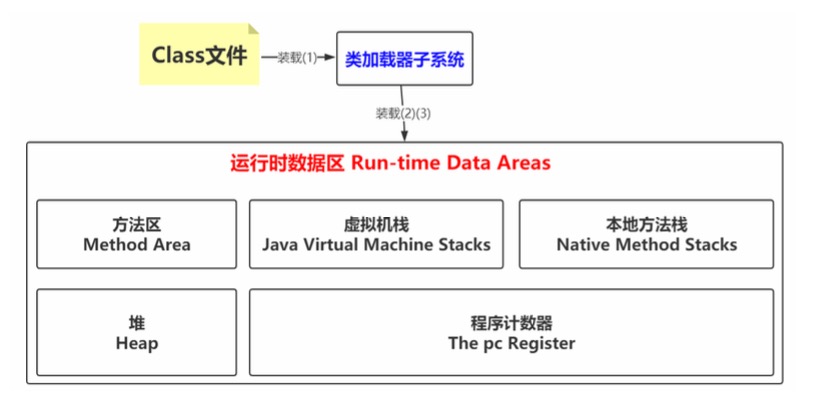 Class文件
装载(1)
类加载器子系统
装载(2)(3)
运行时数据区 Run-time Data Areas
方法区
Method Area
虚拟机栈
Java Virtual Machine Stacks
本地方法栈
Native Method Stacks
堆
Heap
程序计数器
The pc Register